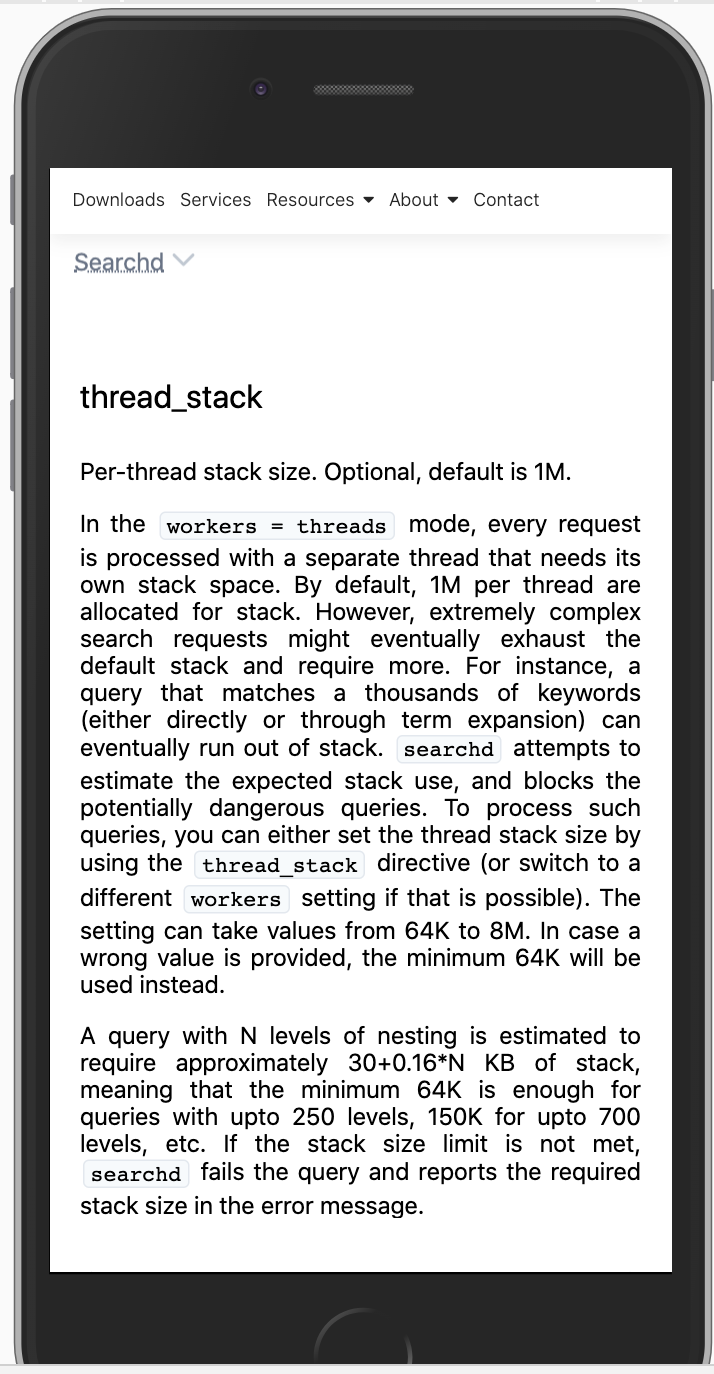 Downloads Services Resources About Contact
Searchd
thread_stack
Per-thread stack size. Optional, default is 1M.
In the workers = threads mode, every request
is processed with a separate thread that needs its
own stack space. By default, 1M per thread are
allocated for stack. However, extremely complex
search requests might eventually exhaust the
default stack and require more. For instance, a
query that matches a thousands of keywords
(either directly or through term expansion) can
eventually run out of stack. searchd attempts to
estimate the expected stack use, and blocks the
potentially dangerous queries. To process such
queries, you can either set the thread stack size by
using the thread_stack directive (or switch to a
different workers setting if that is possible). The
setting can take values from 64K to 8M. In case a
wrong value is provided, the minimum 64K will be
used instead.
A query with N levels of nesting is estimated to
require approximately 30+0.16*N KB of stack,
meaning that the minimum 64K is enough for
queries with upto 250 levels, 150K for upto 700
levels, etc. If the stack size limit is not met,
searchd fails the query and reports the required
stack size in the error message.